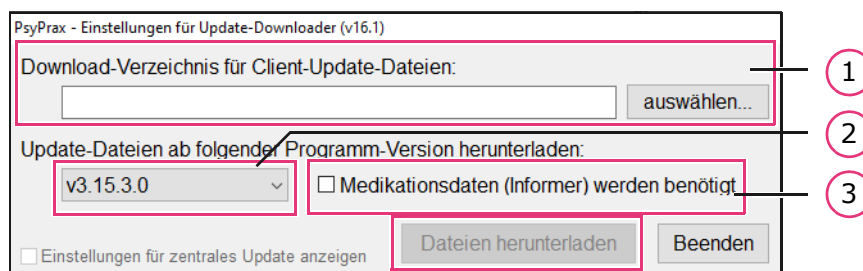 PsyPrax - Einstellungen für Update-Downloader (v16.1)
Download-Verzeichnis für Client-Update-Dateien:
1
auswählen...
2
Update-Dateien ab folgender Programm-Version herunterladen:
v3.15.3.0
Medikationsdaten (Informer) werden benötigt
3
Einstellungen für zentrales Update anzeigen
Dateien herunterladen
Beenden